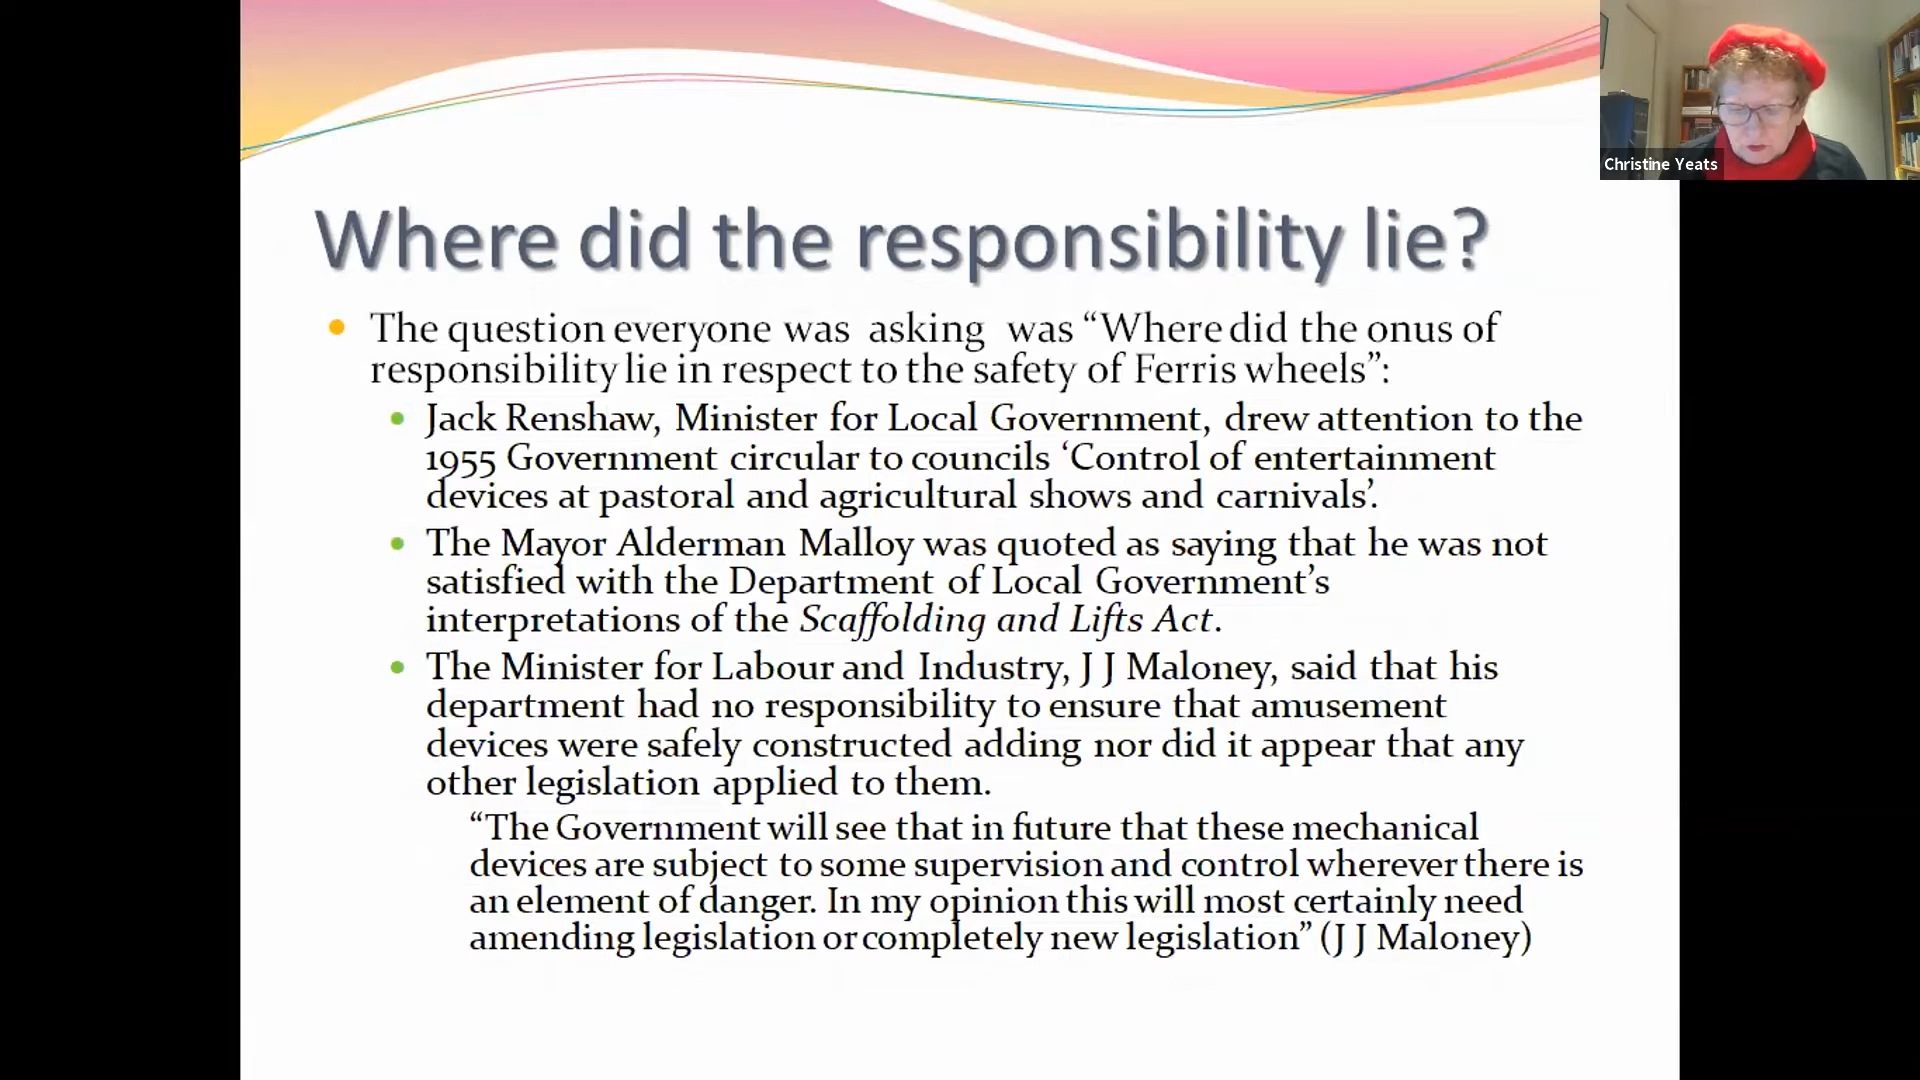 Christine Yeats
Where did the responsibility lie?
The question everyone was asking was “Where did the onus of
responsibility lie in respect to the safety of Ferris wheels”:
Jack Renshaw, Minister for Local Government, drew attention to the
1955 Government circular to councils ‘Control of entertainment
devices at pastoral and agricultural shows and carnivals’.
The Mayor Alderman Malloy was quoted as saying that he was not
satisfied with the Department of Local Government’s
interpretations of the Scaffolding and Lifts Act.
The Minister for Labour and Industry, J J Maloney, said that his
department had no responsibility to ensure that amusement
devices were safely constructed adding nor did it appear that any
other legislation applied to them.
“The Government will see that in future that these mechanical
devices are subject to some supervision and control wherever there is
an element of danger. In my opinion this will most certainly need
amending legislation or completely new legislation” (J J Maloney)